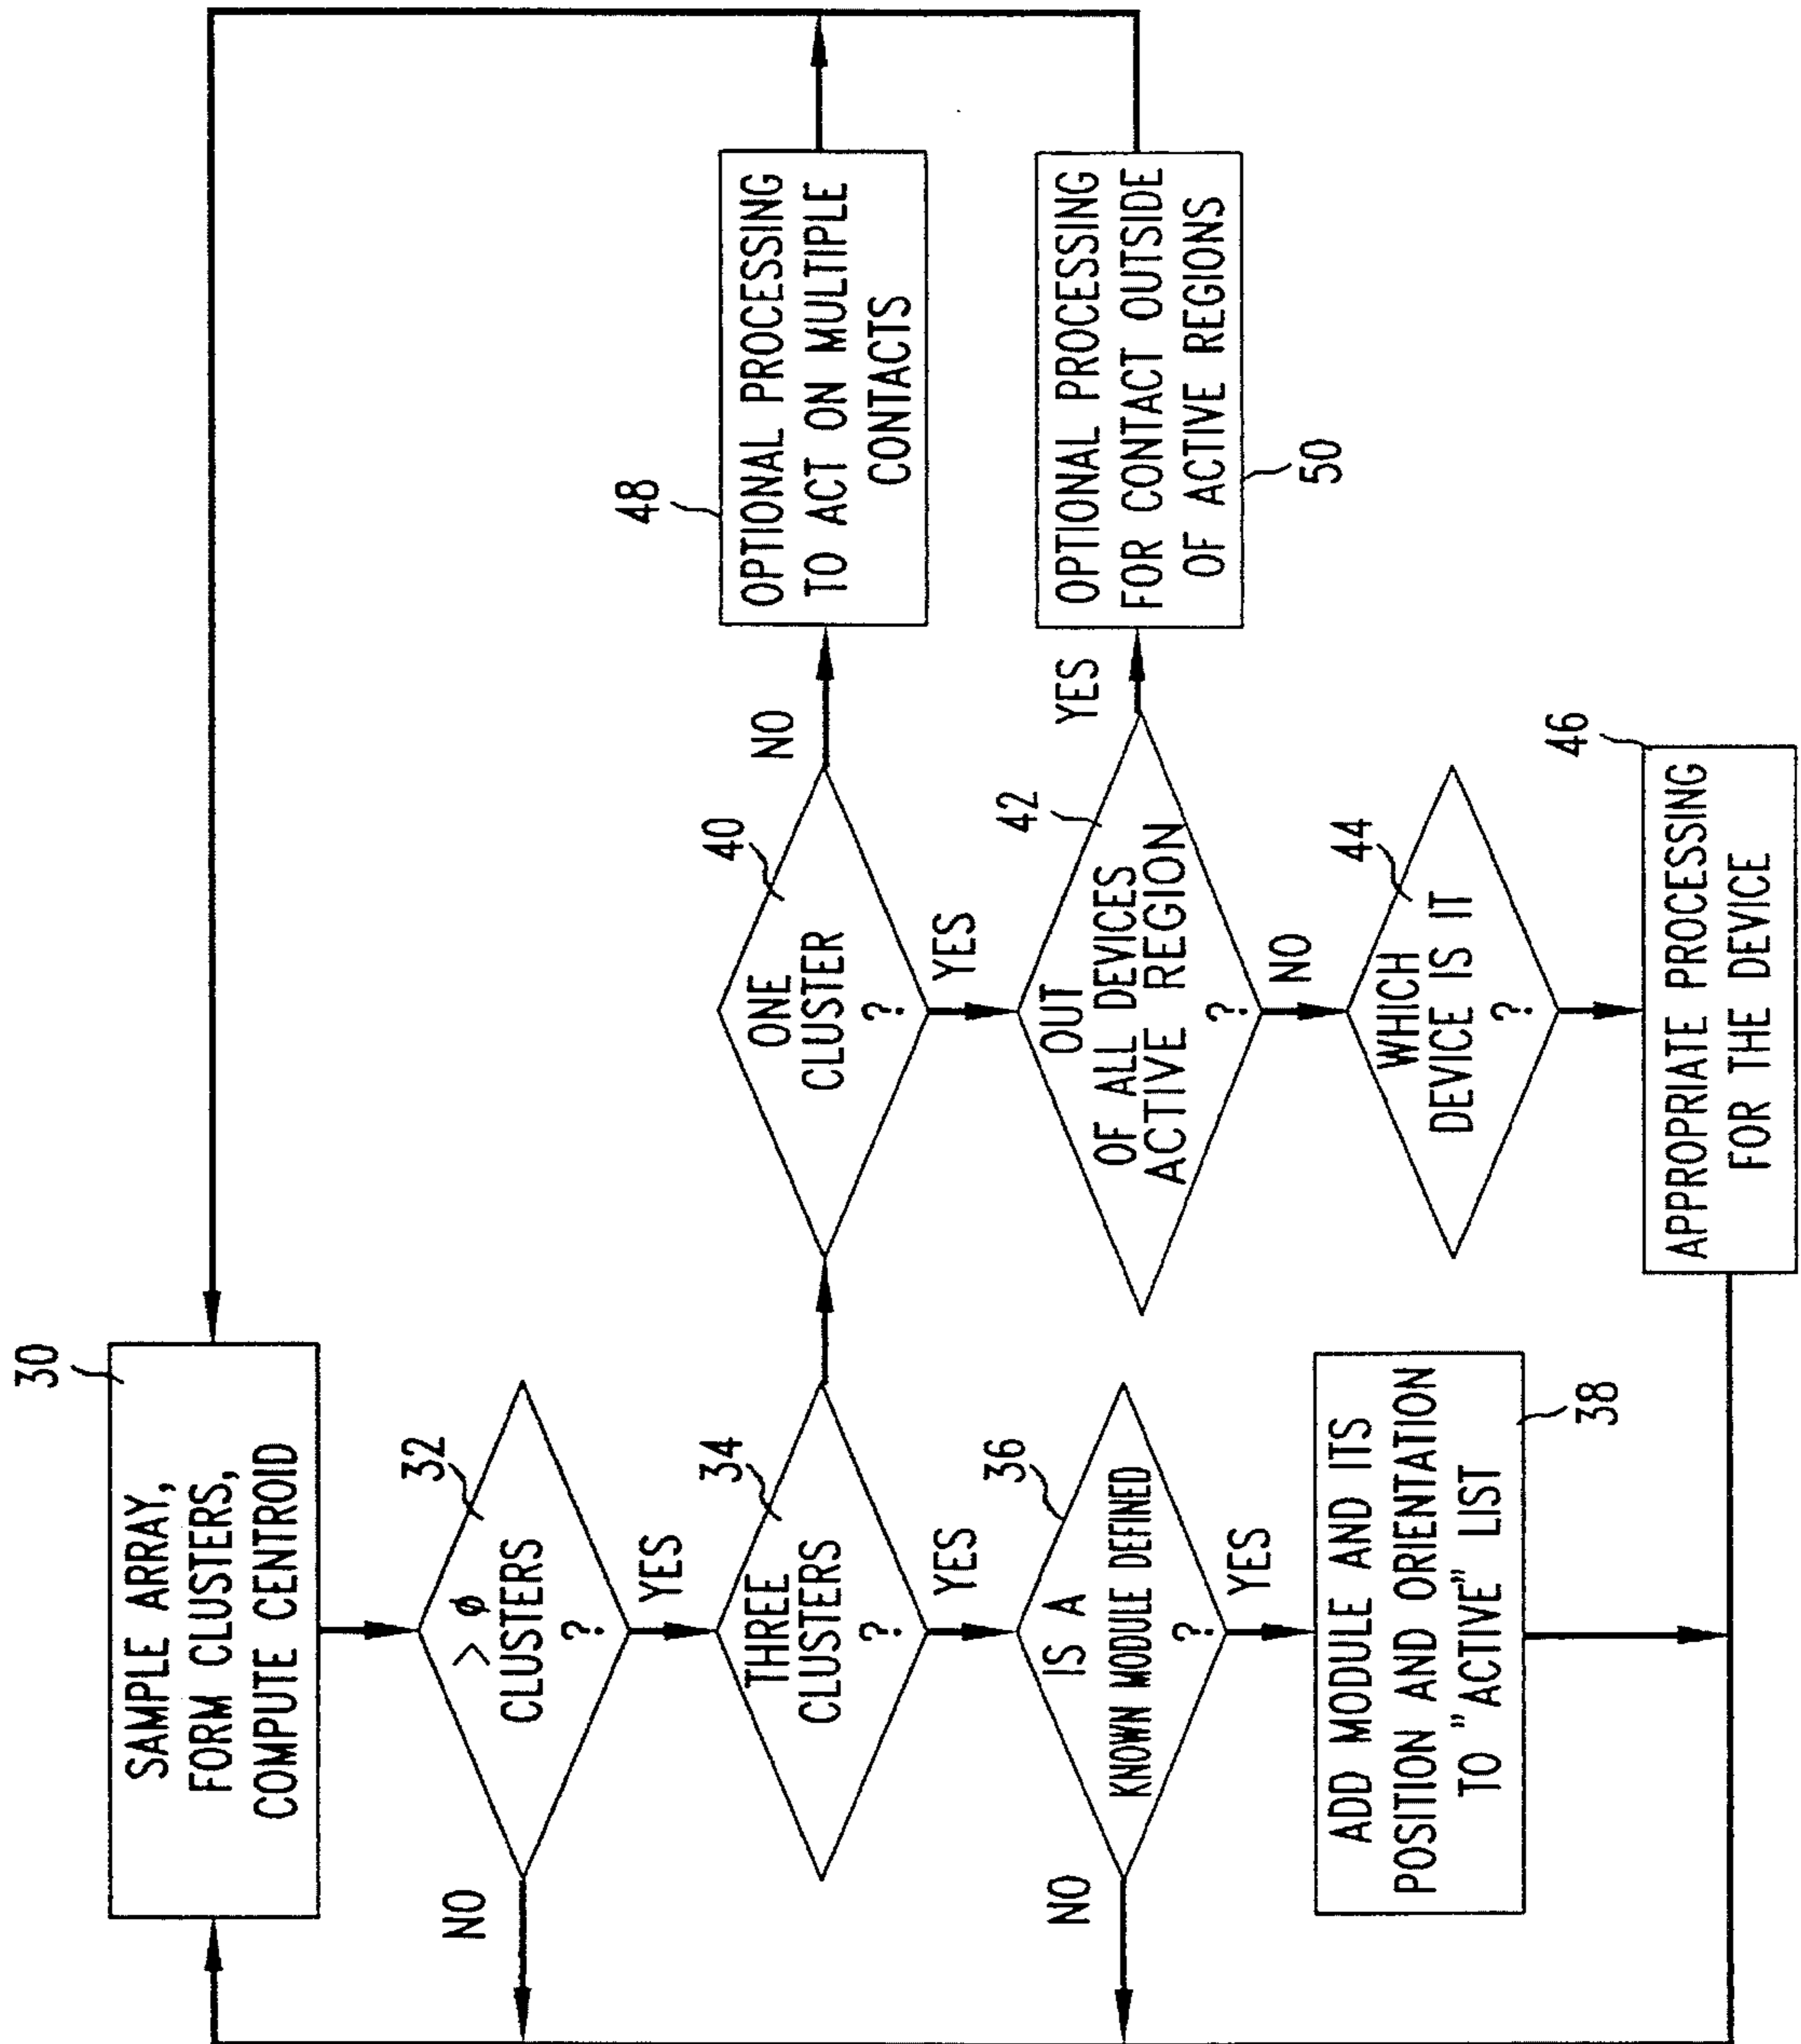 30
SAMPLE ARRAY,
FORM CLUSTERS,
COMPUTE CENTROID
32
> ϕ
CLUSTERS
?
NO
YES
34
THREE
CLUSTERS
?
YES
36
IS A
KNOWN MODULE DEFINED
?
NO
YES
ADD MODULE AND ITS
POSITION AND ORIENTATION
TO "ACTIVE" LIST
38
40
ONE
CLUSTER
?
NO
YES
48
OPTIONAL PROCESSING
TO ACT ON MULTIPLE
CONTACTS
42
OUT
OF ALL DEVICES
ACTIVE REGION
?
YES
NO
OPTIONAL PROCESSING
FOR CONTACT OUTSIDE
OF ACTIVE REGIONS
50
44
WHICH
DEVICE IS IT
?
46
APPROPRIATE PROCESSING
FOR THE DEVICE